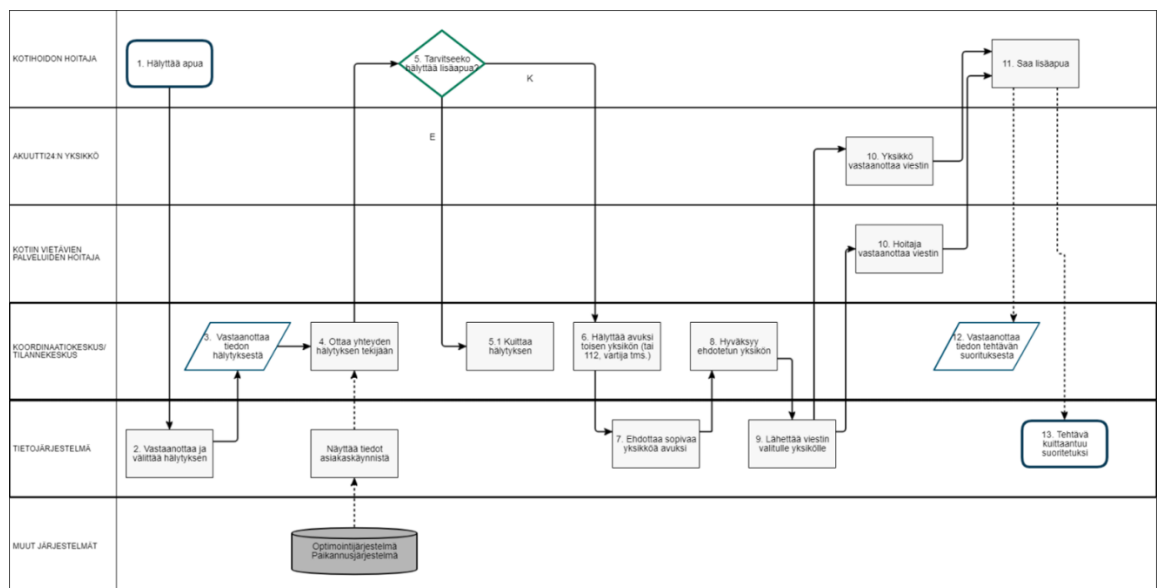 KOTIHOIDON HOITAJA
1. Hälyttää apua
5. Tarvitseeko
hälyttää lisäapua?
K
E
11. Saa lisäapua
AKUUTTI24:N YKSIKKÖ
10. Yksikkö
vastaanottaa viestin
KOTIIN VIETÄVIEN
PALVELUIDEN HOITAJA
10. Hoitaja
vastaanottaa viestin
KOORDINAATIOKESKUS/
TILANNEKESKUS
3. Vastaanottaa
tiedon
hälytyksestä
4. Ottaa yhteyden
hälytyksen tekijään
5.1 Kuittaa
hälytyksen
6. Hälyttää avuksi
toisen yksikön (tai
112, vartija tms.)
8. Hyväksyy
ehdotetun yksikön
12. Vastaanottaa
tiedon tehtävän
suorituksesta
TIETOJÄRJESTELMÄ
2. Vastaanottaa ja
välittää hälytyksen
Näyttää tiedot
asiakaskäynnistä
7. Ehdottaa sopivaa
yksikköä avuksi
9. Lähettää viestin
valitulle yksikölle
13. Tehtävä
kuittaantuu
suoritetuksi
MUUT JÄRJESTELMÄT
Optimointijärjestelmä
Paikannusjärjestelmä